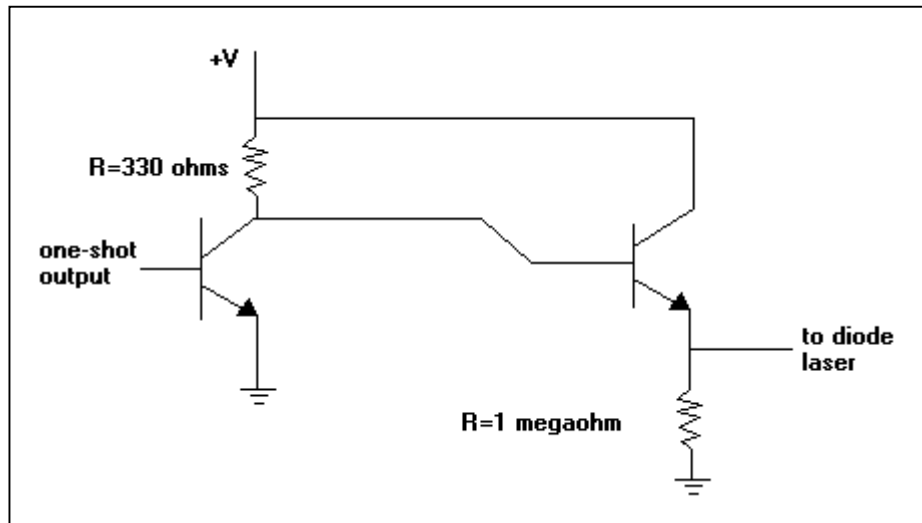 +V
R=330 ohms
one-shot
output
to diode
laser
R=1 megaohm